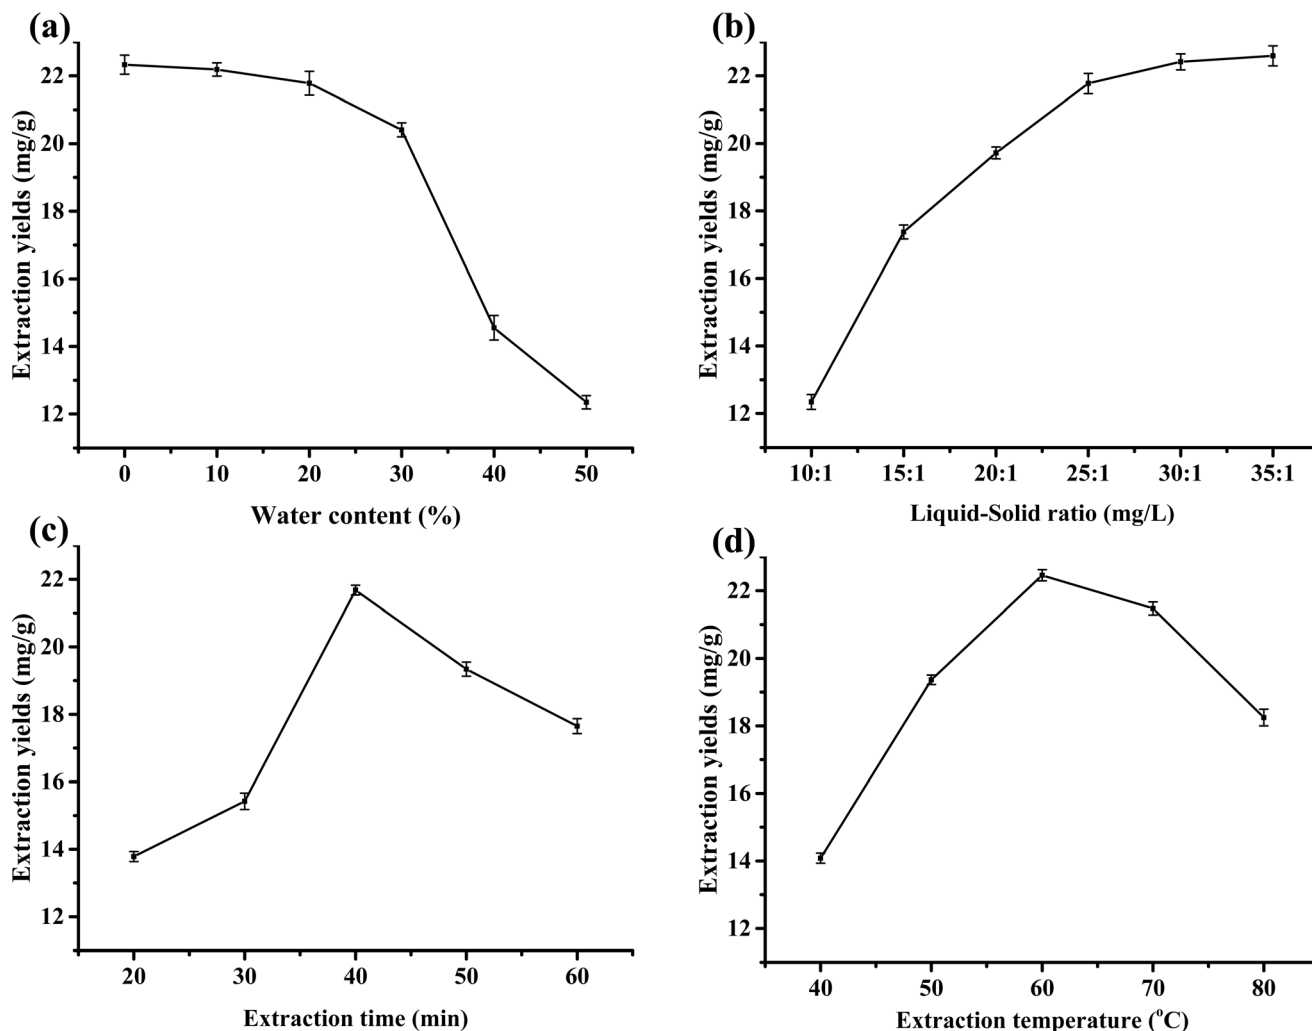 (a)
Extraction yields (mg/g)
22
20
18
16
14
12
0 10 20 30 40 50
Water content (%)
(b)
Extraction yields (mg/g)
22
20
18
16
14
12
10:1 15:1 20:1 25:1 30:1 35:1
Liquid-Solid ratio (mg/L)
(c)
Extraction yields (mg/g)
22
20
18
16
14
12
20 30 40 50 60
Extraction time (min)
(d)
Extraction yields (mg/g)
22
20
18
16
14
12
40 50 60 70 80
Extraction temperature (°C)